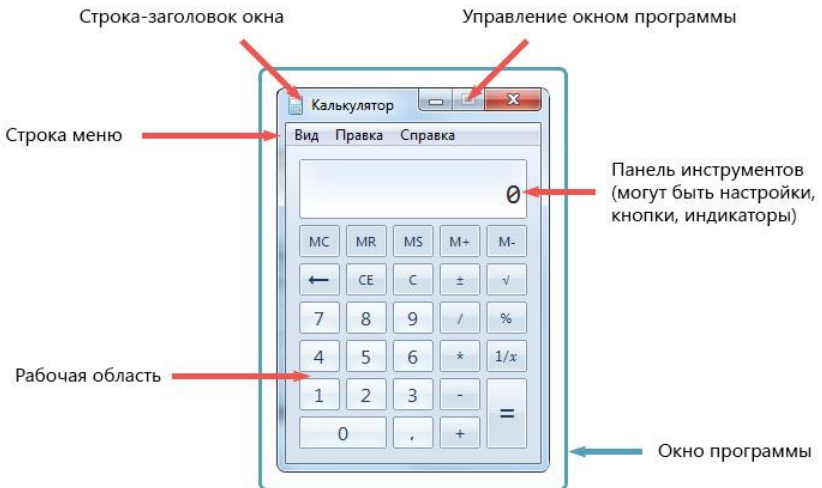 Строка-заголовок окна
Управление окном программы
Калькулятор
Строка меню
Вид Правка Справка
Панель инструментов
(могут быть настройки,
кнопки, индикаторы)
0
MC MR MS M+ M-
← CE C ± √
7 8 9 / %
4 5 6 * 1/x
Рабочая область
1 2 3 - =
0 , +
Окно программы